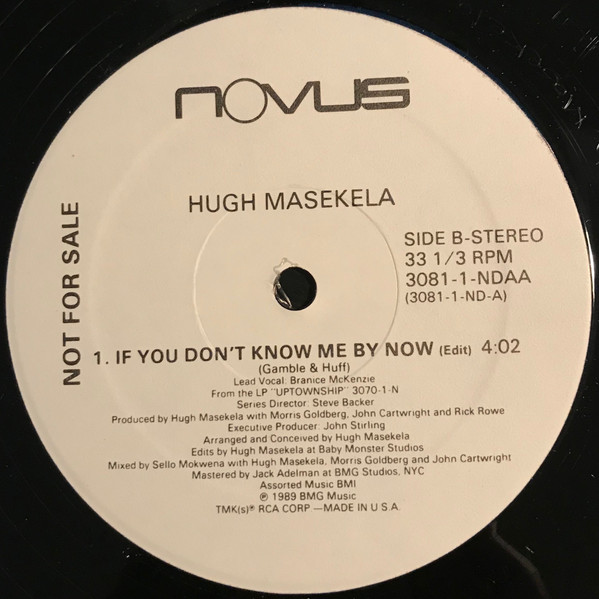 NOVUS
HUGH MASEKELA
NOT FOR SALE
SIDE B-STEREO
33 1/3 RPM
3081-1-NDAA
(3081-1-ND-A)
1. IF YOU DON'T KNOW ME BY NOW (Edit) 4:02
(Gamble & Huff)
Lead Vocal: Branice McKenzie
From the LP "UPTOWNSHIP" 3070-1-N
Series Director: Steve Backer
Produced by Hugh Masekela with Morris Goldberg, John Cartwright and Rick Rowe
Executive Producer: John Stirling
Arranged and Conceived by Hugh Masekela
Edits by Hugh Masekela at Baby Monster Studios
Mixed by Sello Mokwena with Hugh Masekela, Morris Goldberg and John Cartwright
Mastered by Jack Adelman at BMG Studios, NYC
Assorted Music BMI
℗ 1989 BMG Music
TMK(s)® RCA CORP —MADE IN U.S.A.